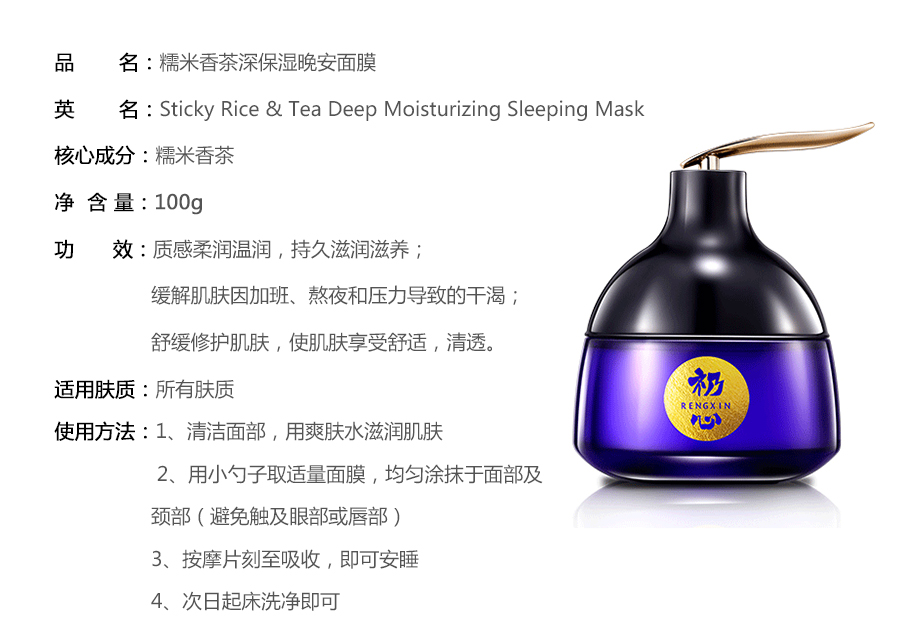 品 名：糯米香茶深保湿晚安面膜
英 名：Sticky Rice & Tea Deep Moisturizing Sleeping Mask
核心成分：糯米香茶
净 含 量：100g
功 效：质感柔润温润，持久滋润滋养；
缓解肌肤因加班、熬夜和压力导致的干渴；
舒缓修护肌肤，使肌肤享受舒适，清透。
适用肤质：所有肤质
使用方法：1、清洁面部，用爽肤水滋润肌肤
2、用小勺子取适量面膜，均匀涂抹于面部及
颈部（避免触及眼部或唇部）
3、按摩片刻至吸收，即可安睡
4、次日起床洗净即可
初
RENGXIN
心